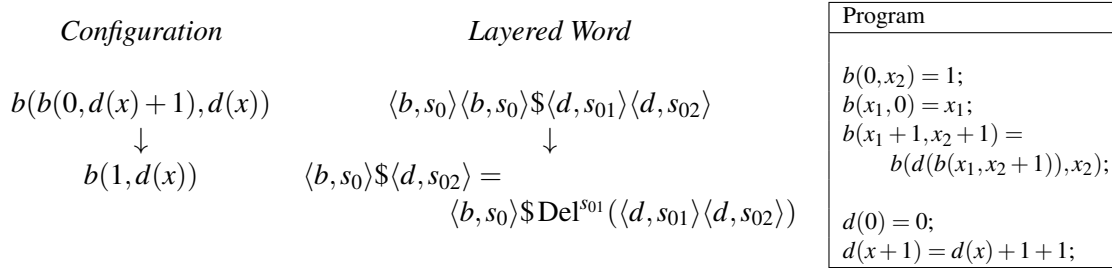 Configuration
b(b(0,d(x)+1),d(x))
↓
b(1,d(x))
Layered Word
⟨b,s₀⟩⟨b,s₀⟩$⟨d,s₀₁⟩⟨d,s₀₂⟩
↓
⟨b,s₀⟩$⟨d,s₀₂⟩ =
⟨b,s₀⟩$Del^{s₀₁}(⟨d,s₀₁⟩⟨d,s₀₂⟩)
Program
b(0,x₂) = 1;
b(x₁,0) = x₁;
b(x₁+1,x₂+1) =
b(d(b(x₁,x₂+1)),x₂);
d(0) = 0;
d(x+1) = d(x)+1+1;